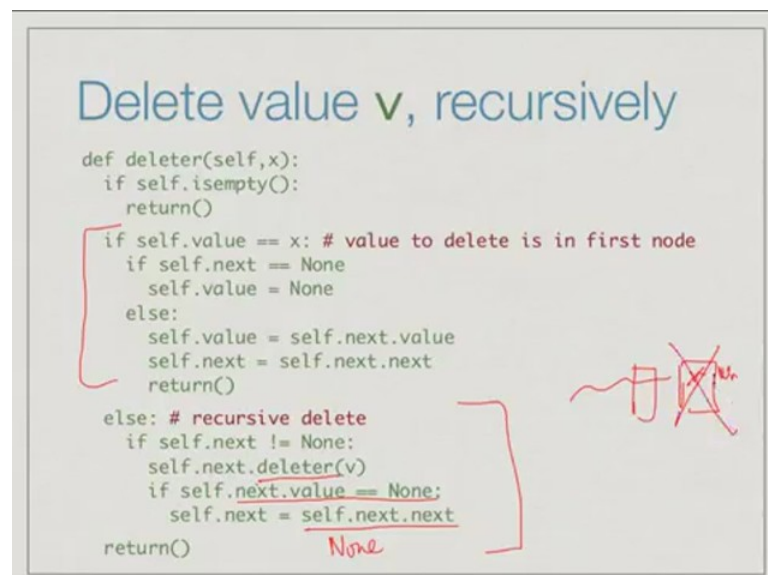 Delete value v, recursively
def deleter(self,x):
if self.isempty():
return()
if self.value == x: # value to delete is in first node
if self.next == None
self.value = None
else:
self.value = self.next.value
self.next = self.next.next
return()
else: # recursive delete
if self.next != None:
self.next.deleter(v)
if self.next.value == None:
self.next = self.next.next
return()
None